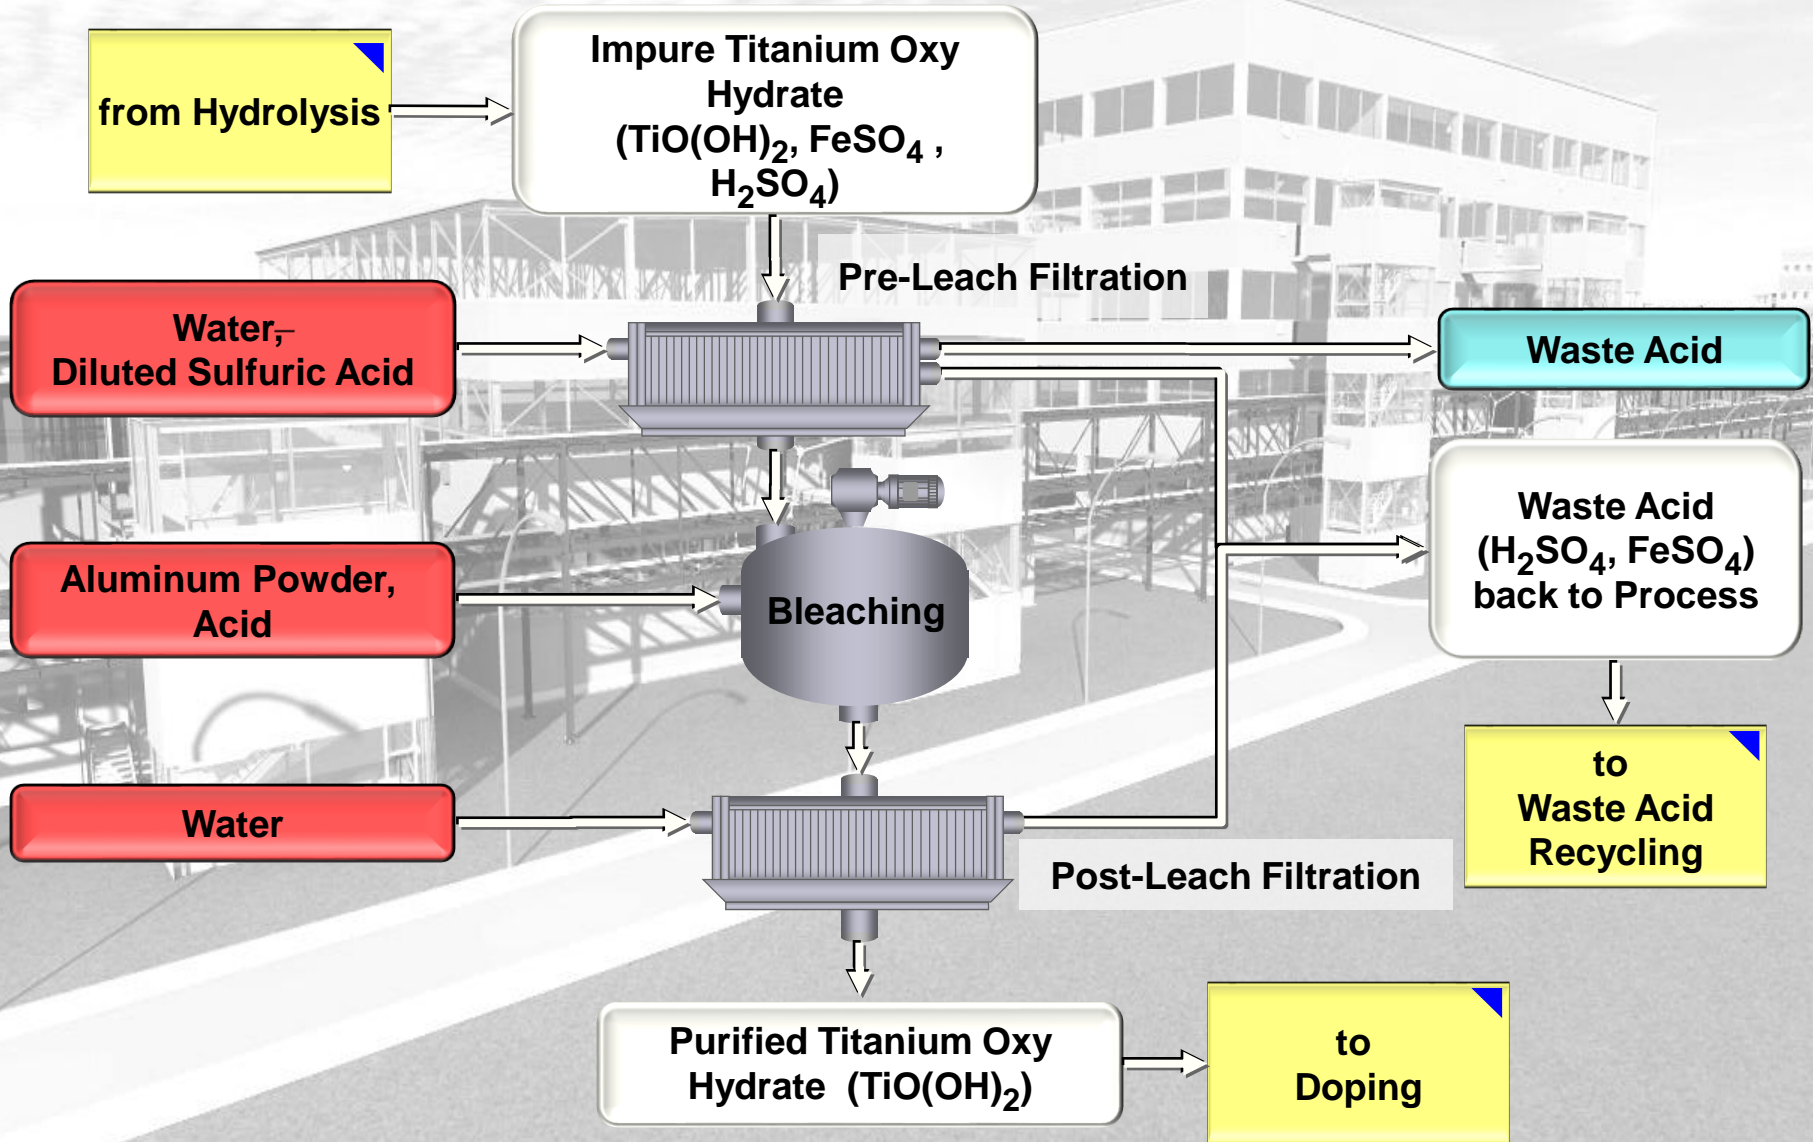 from Hydrolysis
Impure Titanium Oxy
Hydrate
(TiO(OH)₂, FeSO₄ ,
H₂SO₄)
Pre-Leach Filtration
Water,
Diluted Sulfuric Acid
Waste Acid
Waste Acid
(H₂SO₄, FeSO₄)
back to Process
Aluminum Powder,
Acid
Bleaching
to
Waste Acid
Recycling
Water
Post-Leach Filtration
Purified Titanium Oxy
Hydrate (TiO(OH)₂)
to
Doping